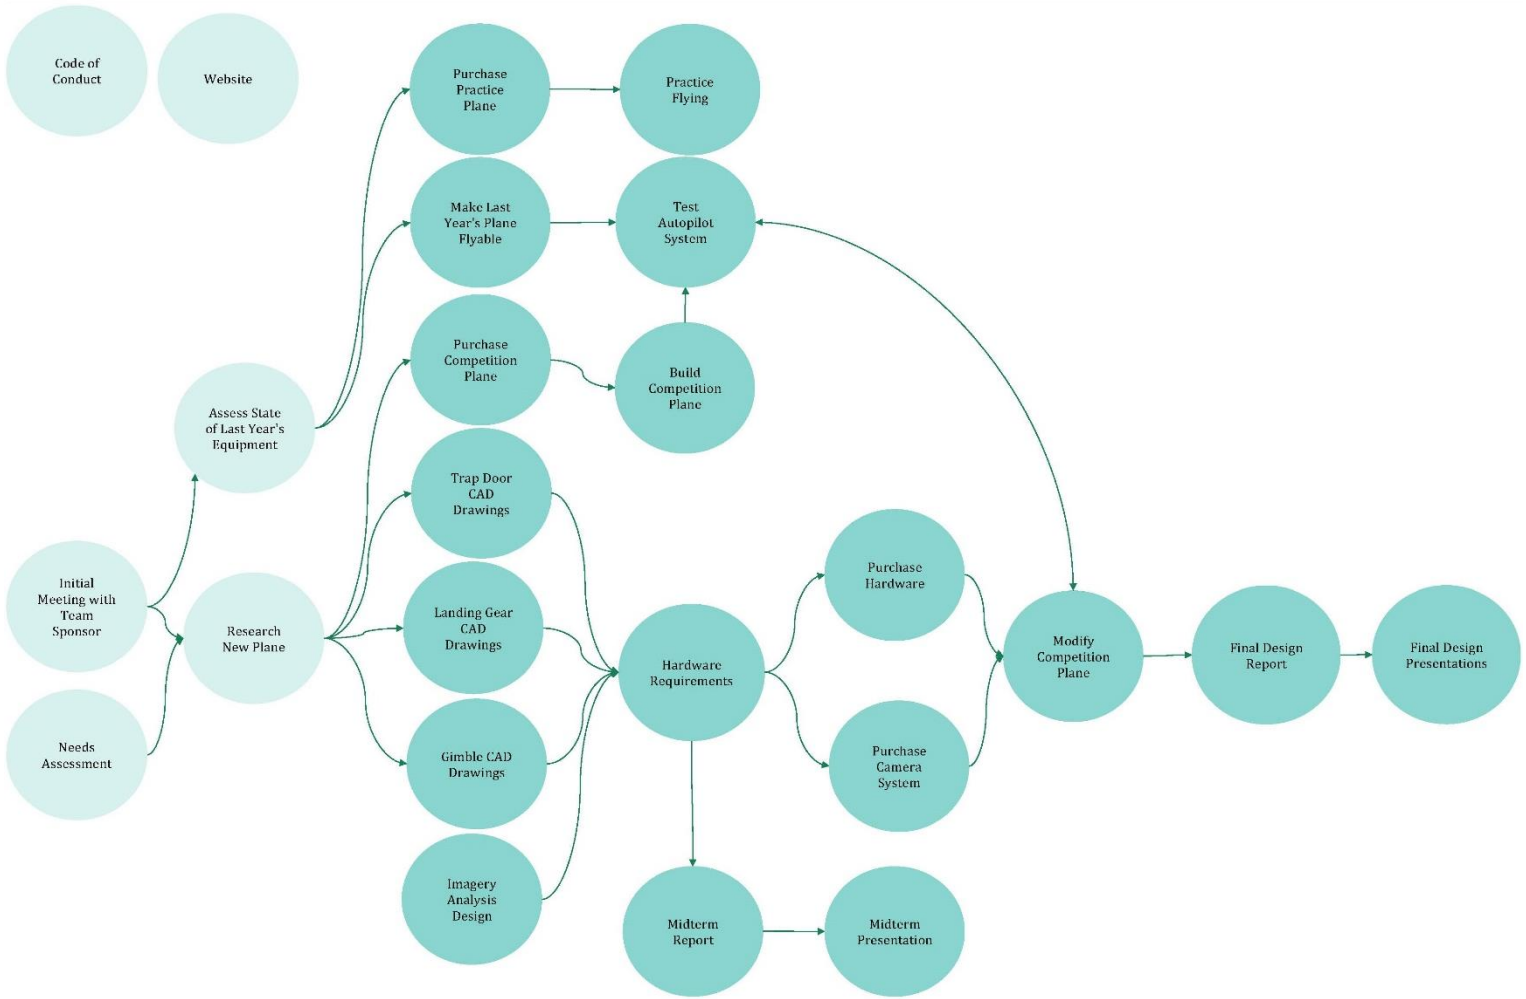 Code of
Conduct
Website
Purchase
Practice
Plane
Practice
Flying
Make Last
Year's Plane
Flyable
Test
Autopilot
System
Purchase
Competition
Plane
Build
Competition
Plane
Assess State
of Last Year's
Equipment
Trap Door
CAD
Drawings
Initial
Meeting with
Team
Sponsor
Research
New Plane
Landing Gear
CAD
Drawings
Hardware
Requirements
Purchase
Hardware
Modify
Competition
Plane
Final Design
Report
Final Design
Presentations
Needs
Assessment
Gimble CAD
Drawings
Purchase
Camera
System
Imagery
Analysis
Design
Midterm
Report
Midterm
Presentation